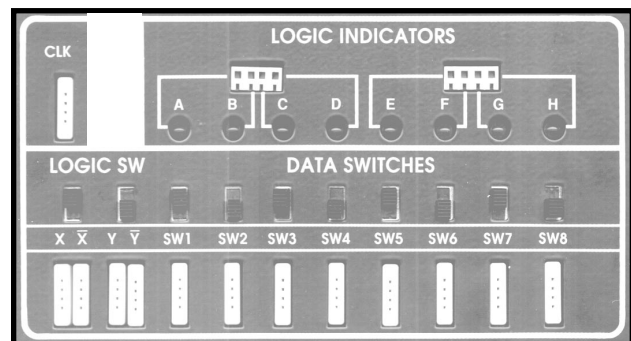 LOGIC INDICATORS
CLK
A B C D E F G H
LOGIC SW DATA SWITCHES
X X̅ Y Y̅ SW1 SW2 SW3 SW4 SW5 SW6 SW7 SW8